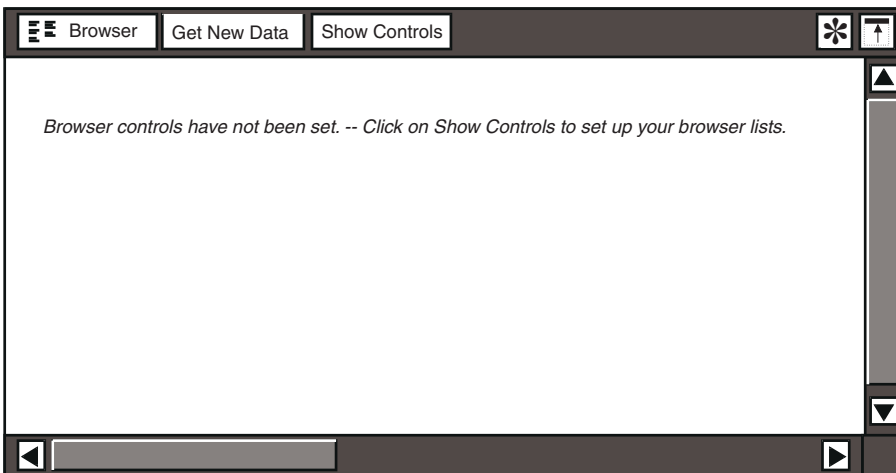 Browser
Get New Data
Show Controls
Browser controls have not been set. -- Click on Show Controls to set up your browser lists.